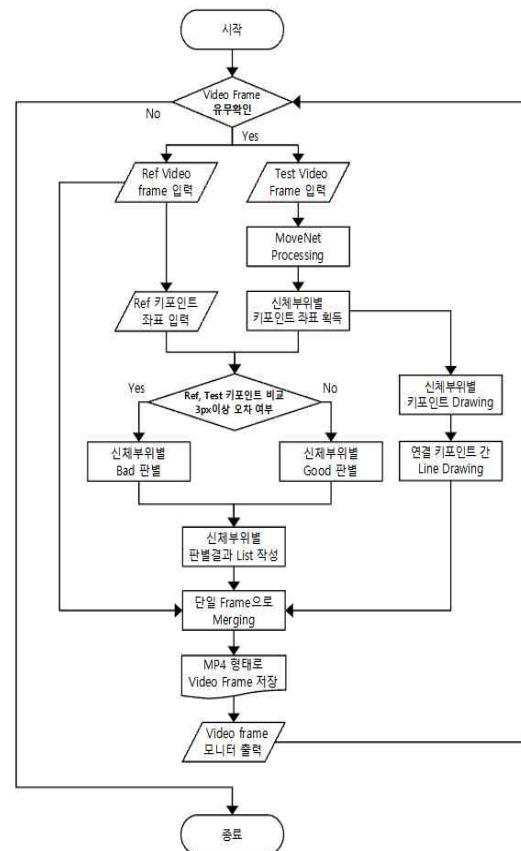 시작
Video Frame
유무확인
No
Yes
Ref Video
frame 입력
Test Video
Frame 입력
MoveNet
Processing
Ref 키포인트
좌표 입력
신체부위별
키포인트 좌표 획득
Yes
Ref, Test 키포인트 비교
3px이상 오차 여부
No
신체부위별
키포인트 Drawing
신체부위별
Bad 판별
신체부위별
Good 판별
연결 키포인트 간
Line Drawing
신체부위별
판별결과 List 작성
단일 Frame으로
Merging
MP4 형태로
Video Frame 저장
Video frame
모니터 출력
종료